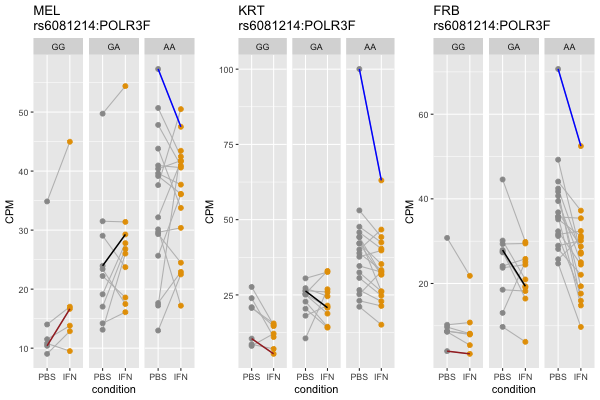 MEL
rs6081214:POLR3F
GG GA AA
CPM
50
40
30
20
10
PBS IFN PBS IFN PBS IFN
condition
KRT
rs6081214:POLR3F
GG GA AA
CPM
100
75
50
25
PBS IFN PBS IFN PBS IFN
condition
FRB
rs6081214:POLR3F
GG GA AA
CPM
60
40
20
PBS IFN PBS IFN PBS IFN
condition